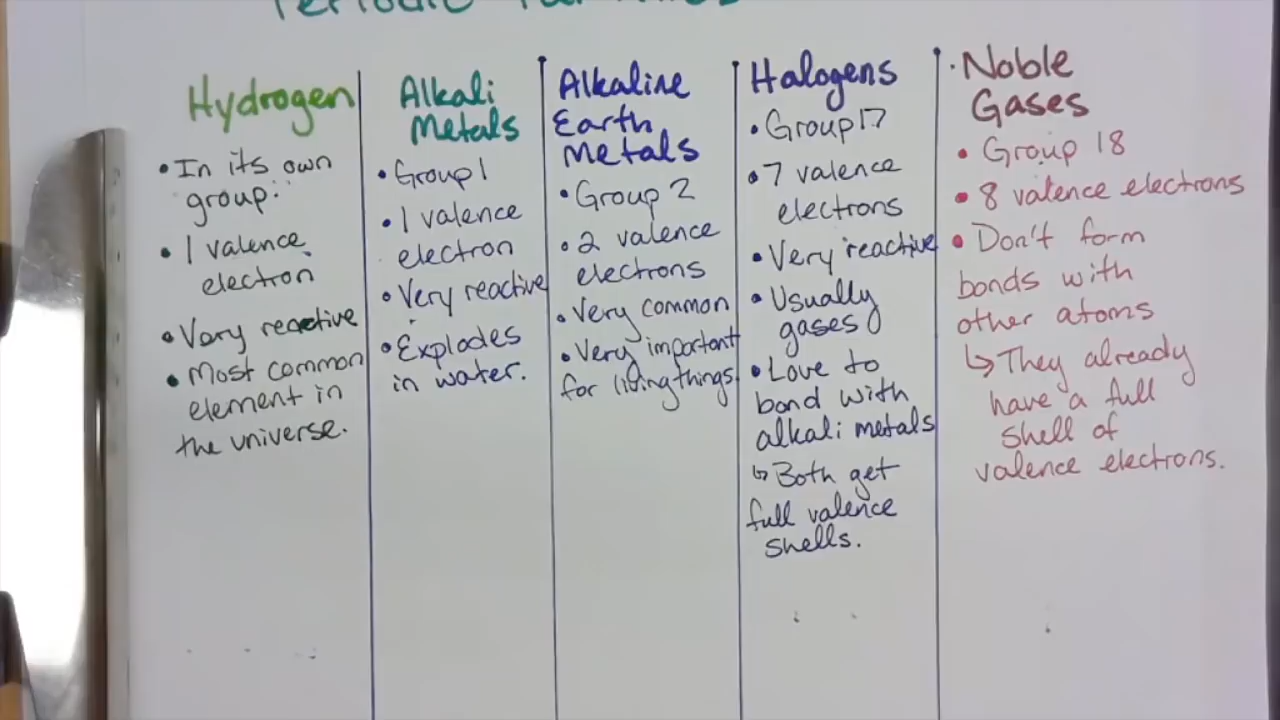 Periodic Families
Hydrogen
• In its own
group.
• 1 valence
electron
• Very reactive
• Most common
element in
the universe.
Alkali
Metals
• Group 1
• 1 valence
electron
• Very reactive
• Explodes
in water.
Alkaline
Earth
Metals
• Group 2
• 2 valence
electrons
• Very common
• Very important
for living things.
Halogens
• Group 17
• 7 valence
electrons
• Very reactive
• Usually
gases
• Love to
bond with
alkali metals
↳ Both get
full valence
shells.
Noble
Gases
• Group 18
• 8 valence electrons
• Don't form
bonds with
other atoms
↳ They already
have a full
shell of
valence electrons.